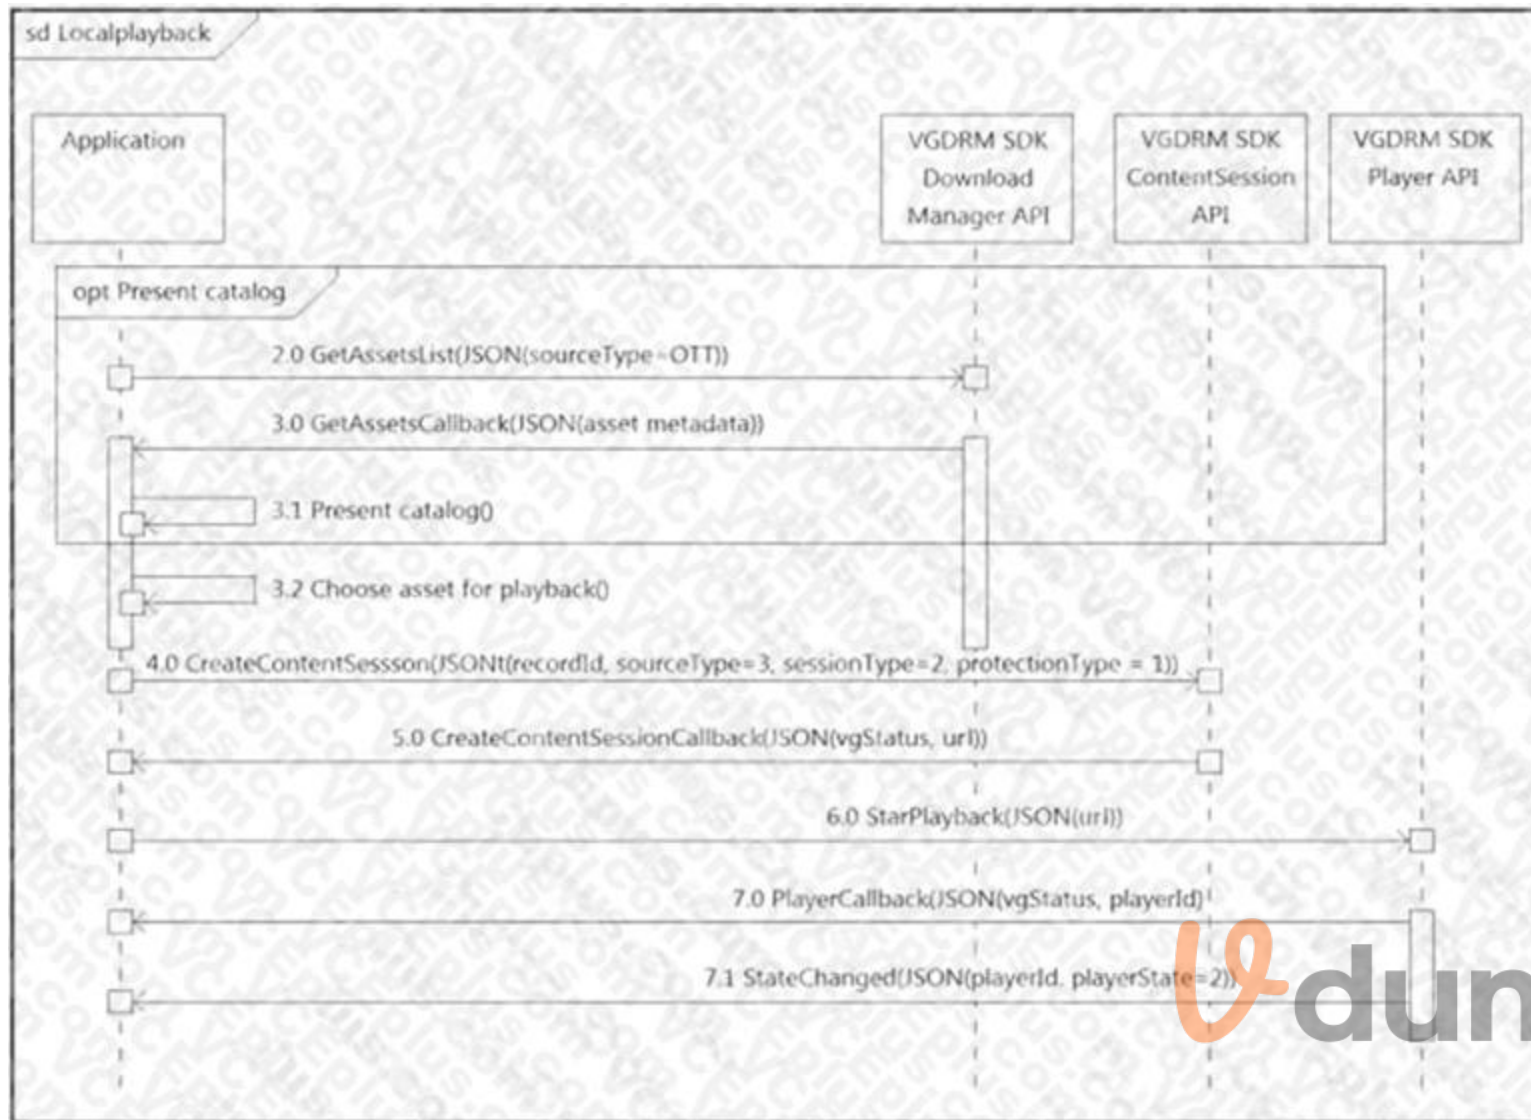 sd Localplayback
Application
VGDRM SDK
Download
Manager API
VGDRM SDK
ContentSession
API
VGDRM SDK
Player API
opt Present catalog
2.0 GetAssetsList(JSON(sourceType=OTT))
3.0 GetAssetsCallback(JSON(asset metadata))
3.1 Present catalog()
3.2 Choose asset for playback()
4.0 CreateContentSessson(JSONt(recordId, sourceType=3, sessionType=2, protectionType = 1))
5.0 CreateContentSessionCallback(JSON(vgStatus, url))
6.0 StarPlayback(JSON(url))
7.0 PlayerCallback(JSON(vgStatus, playerId)
7.1 StateChanged(JSON(playerId, playerState=2))
dun